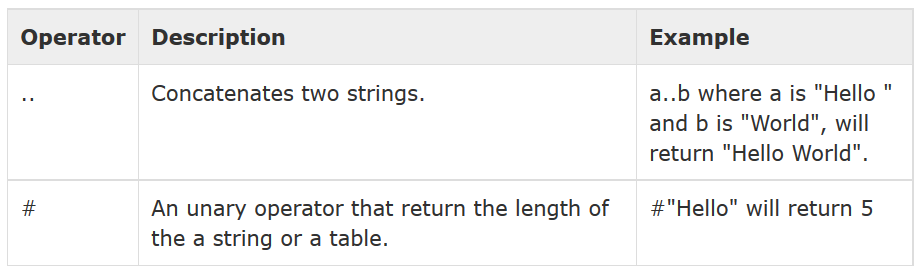 Operator Description Example
.. Concatenates two strings. a..b where a is "Hello "
and b is "World", will
return "Hello World".
# An unary operator that return the length of #"Hello" will return 5
the a string or a table.